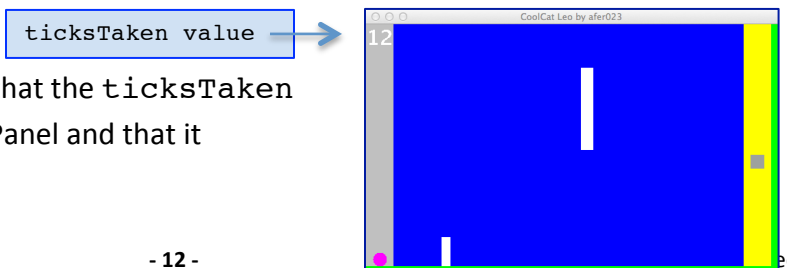 ticksTaken value
CoolCat Leo by afer023
12
hat the ticksTaken
Panel and that it
- 12 -
e